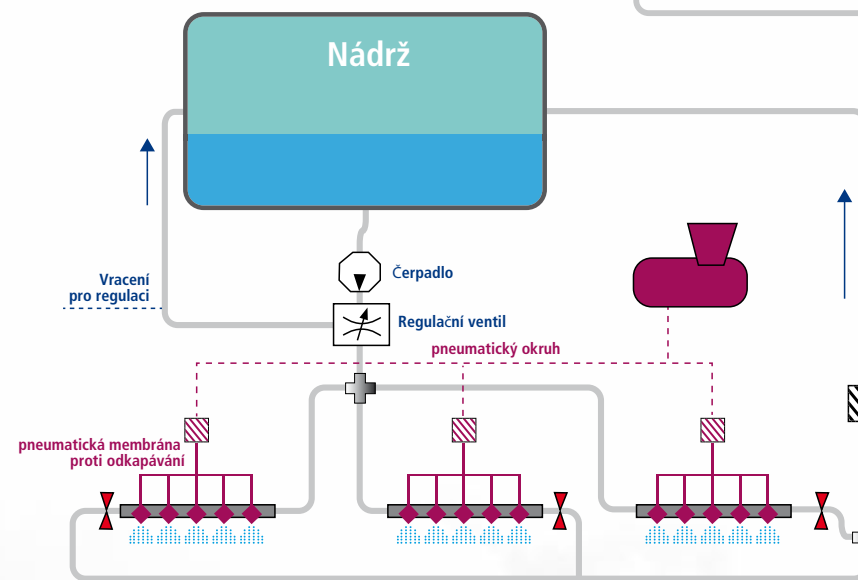 Nádrž
Čerpadlo
Vracení
pro regulaci
Regulační ventil
pneumatický okruh
pneumatická membrána
proti odkapávání